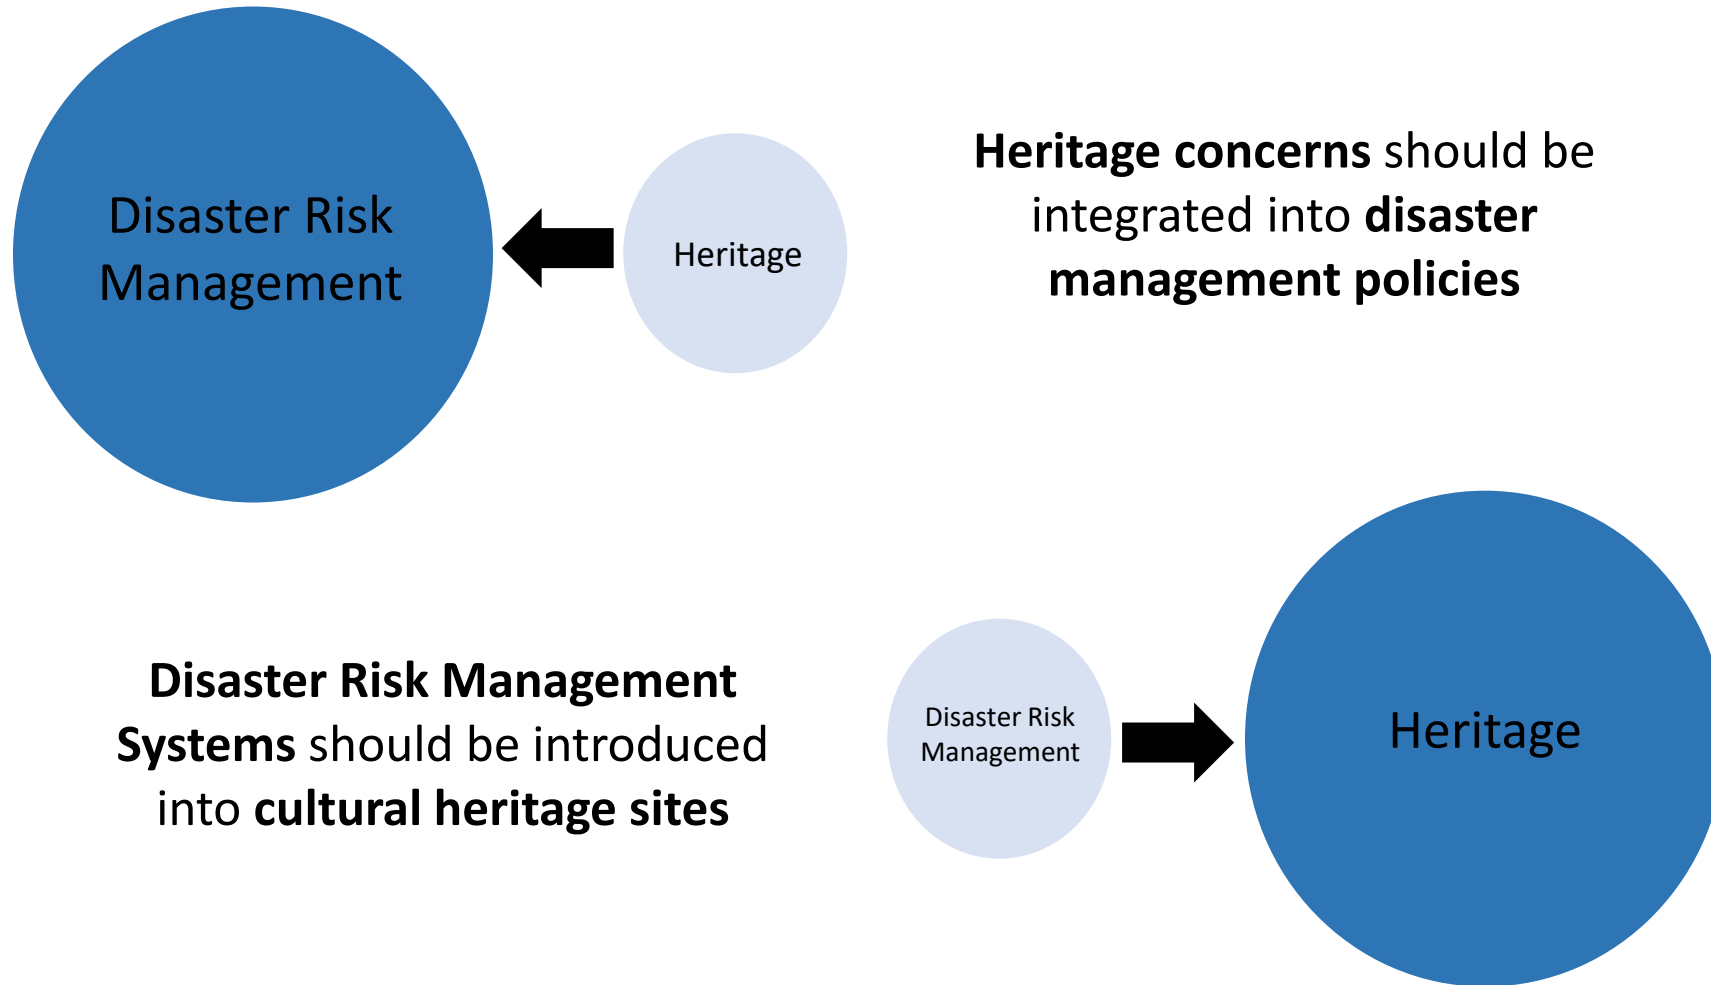 Disaster Risk
Management
Heritage
Heritage concerns should be
integrated into disaster
management policies
Disaster Risk Management
Systems should be introduced
into cultural heritage sites
Disaster Risk
Management
Heritage